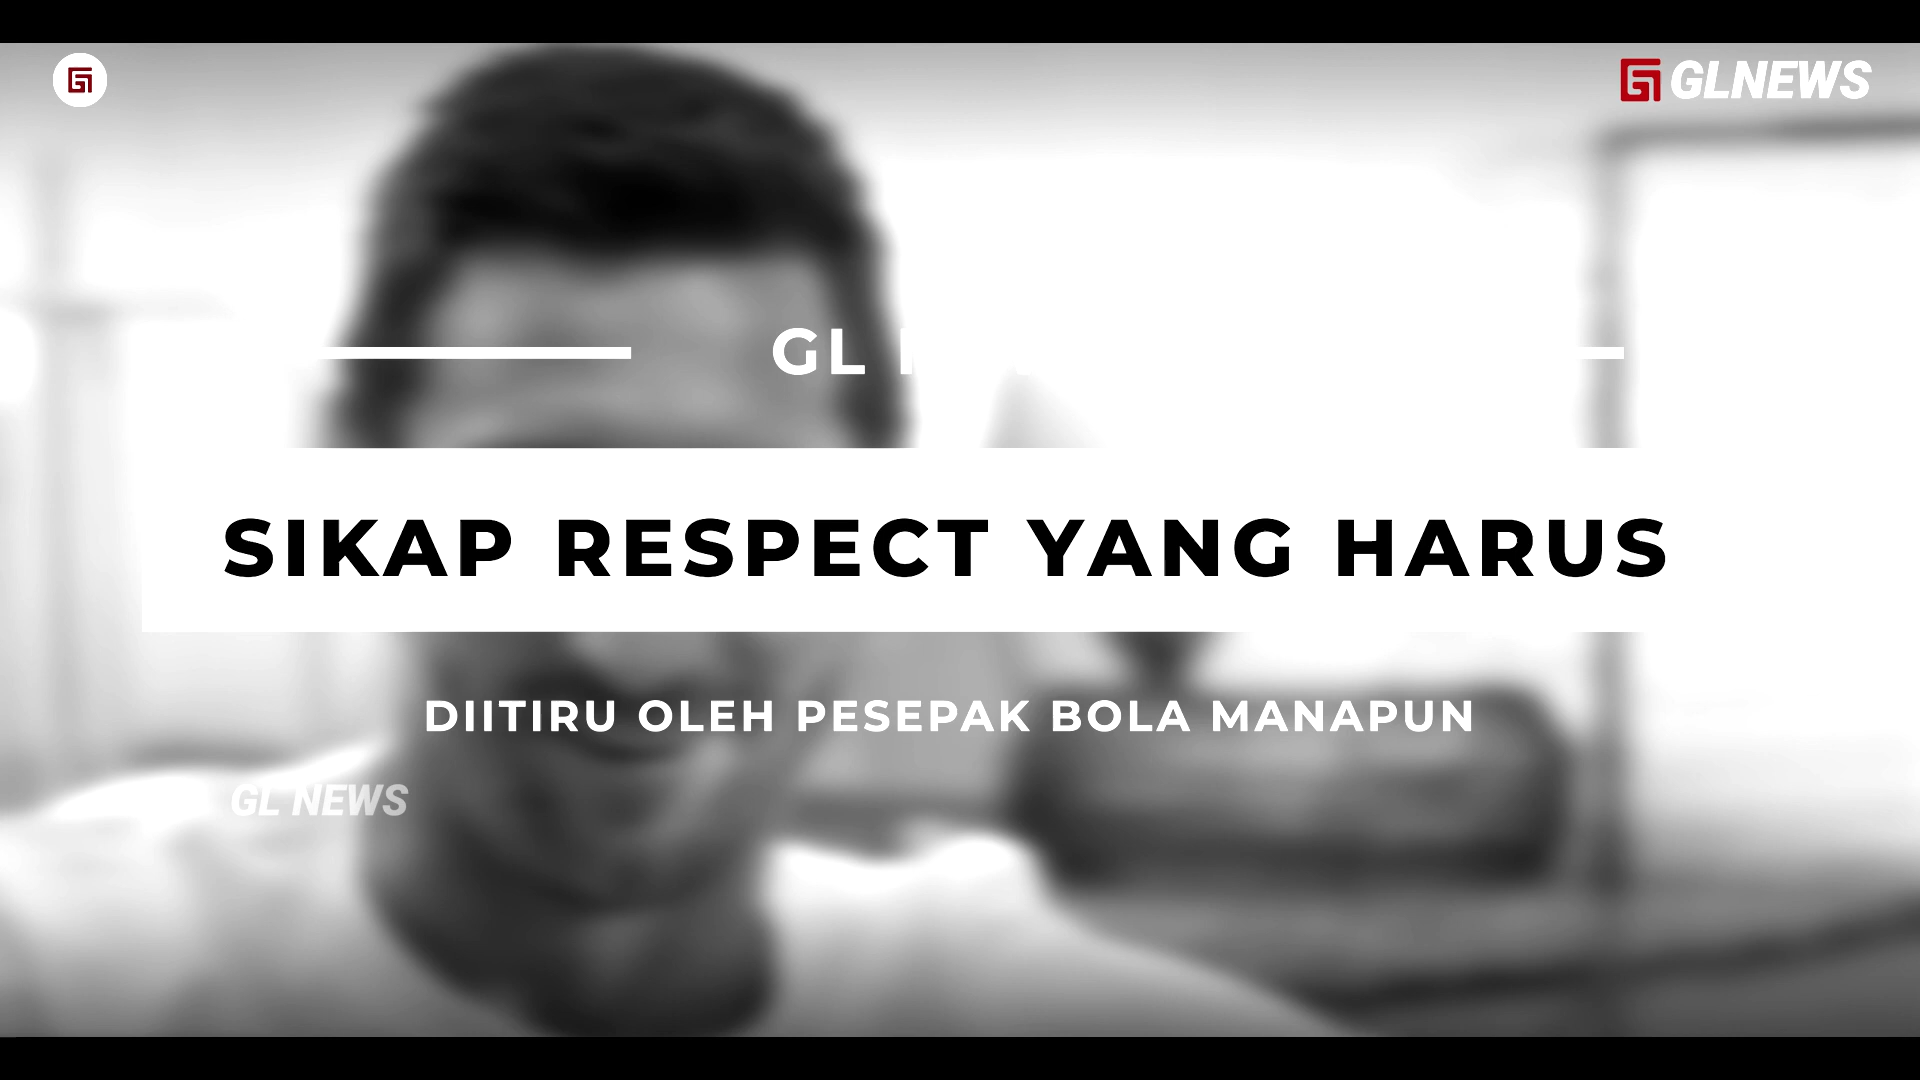 GLNEWS
GL
SIKAP RESPECT YANG HARUS
DIITIRU OLEH PESEPAK BOLA MANAPUN
GL NEWS